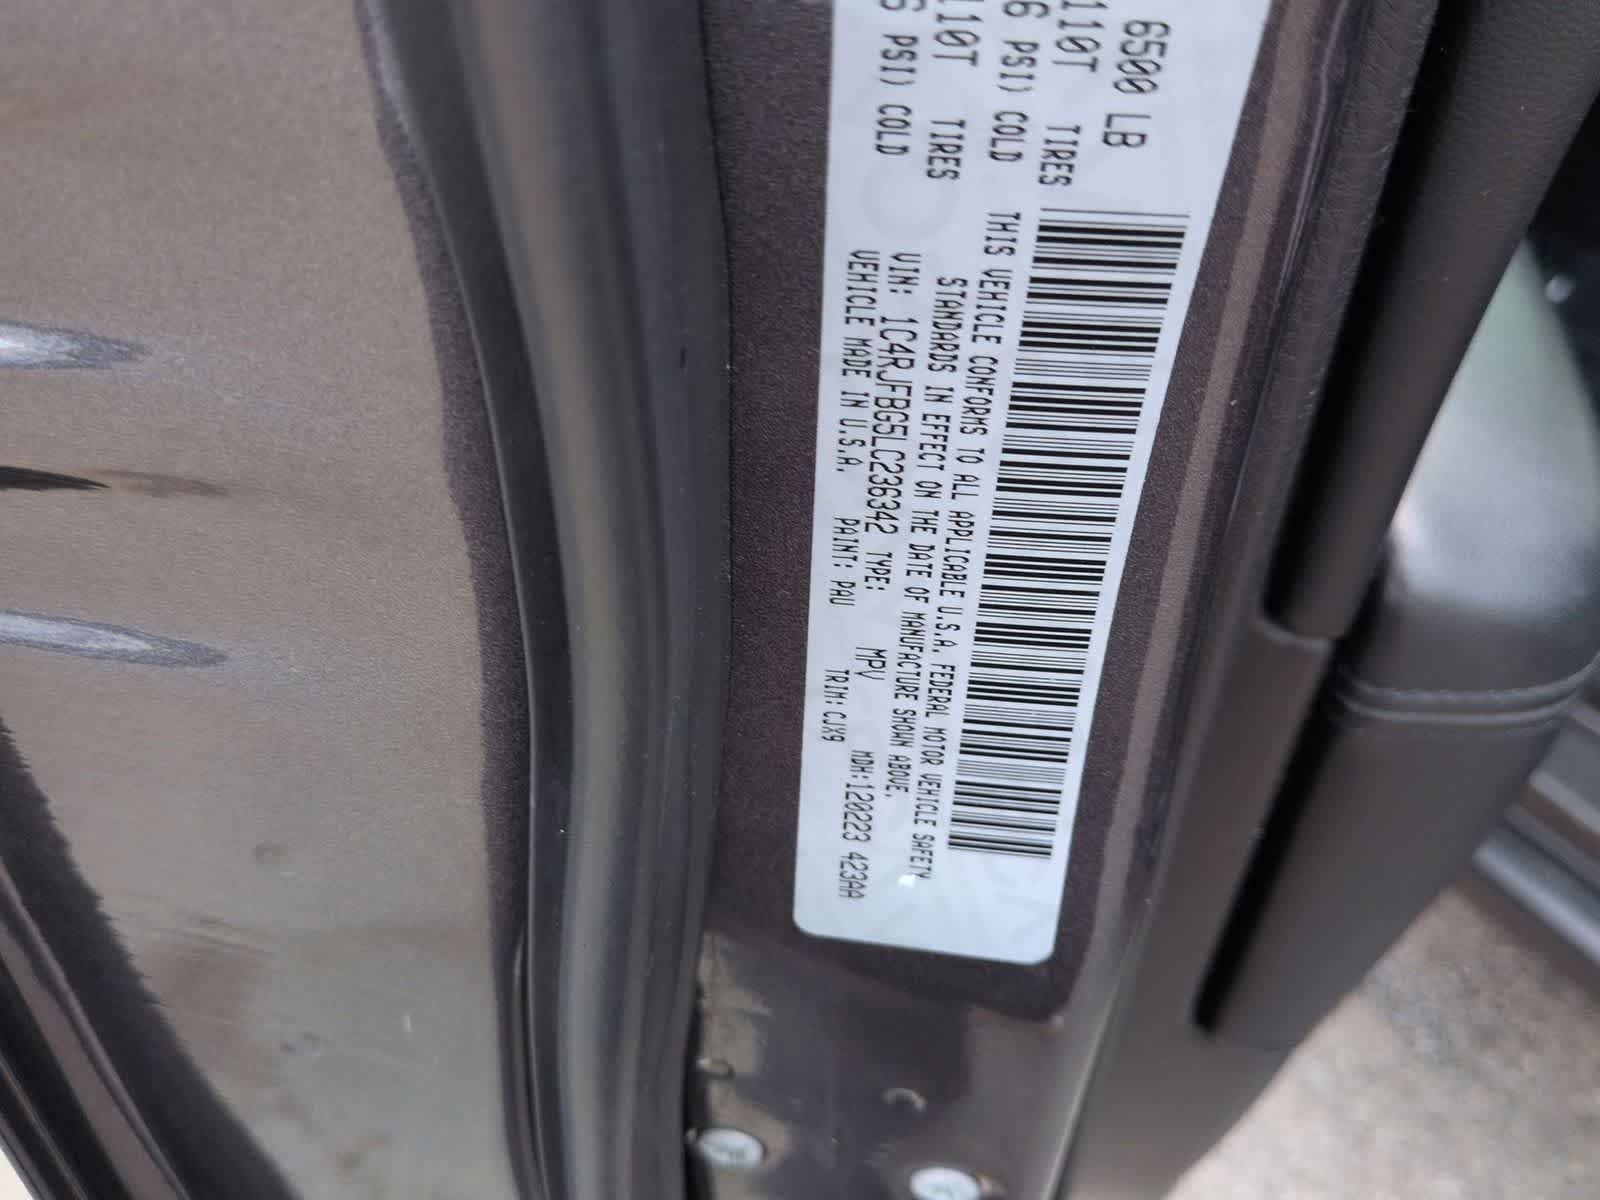 6500 LB
110T TIRES
6 PSI) COLD
110T TIRES
6 PSI) COLD
THIS VEHICLE CONFORMS TO ALL APPLICABLE U.S.A. FEDERAL MOTOR VEHICLE SAFETY
STANDARDS IN EFFECT ON THE DATE OF MANUFACTURE SHOWN ABOVE.
VIN: 1C4RJFBG5LC236342 TYPE: MPV MDH:120223 423AA
VEHICLE MADE IN U.S.A. PAINT: PAU TRIM:CJX9